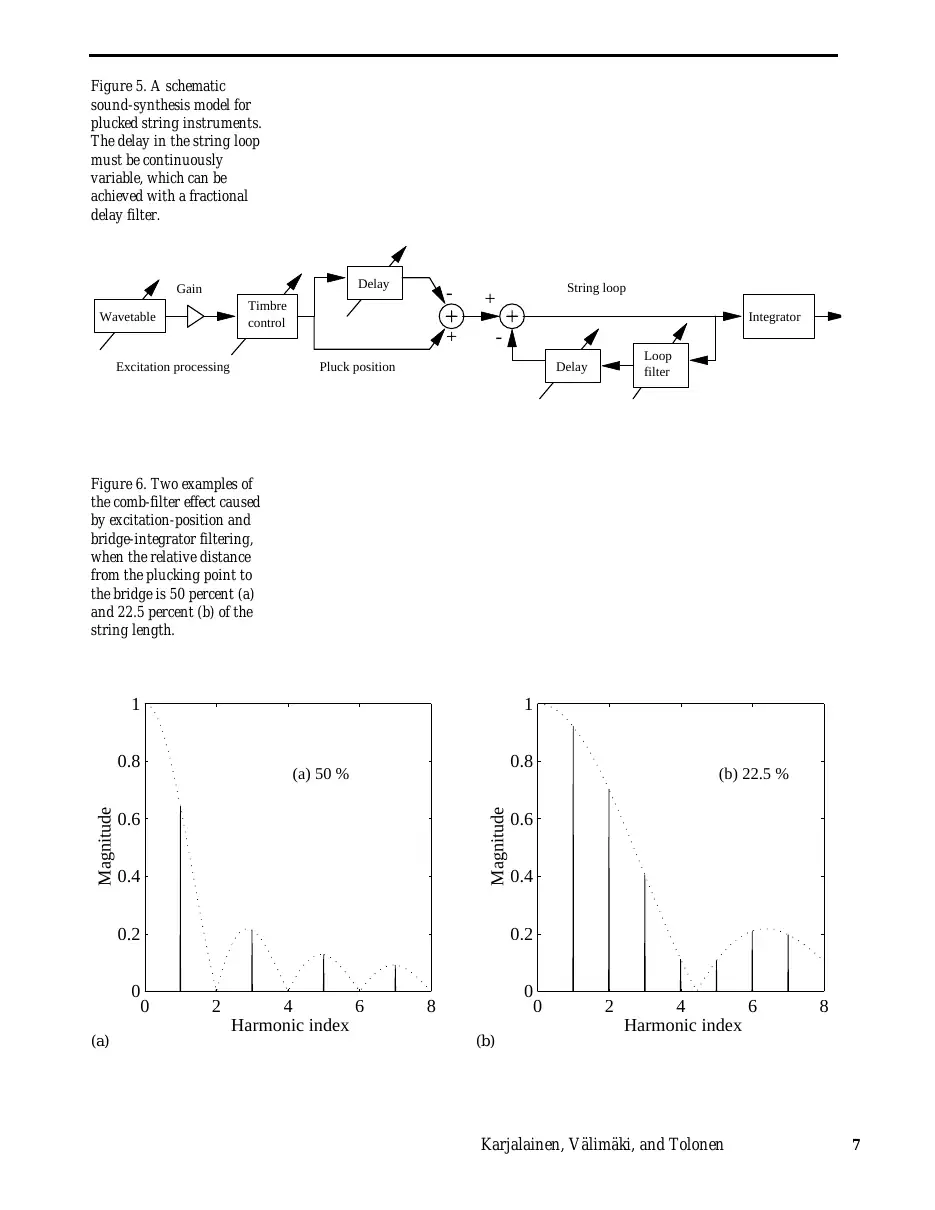 Figure 5. A schematic
sound-synthesis model for
plucked string instruments.
The delay in the string loop
must be continuously
variable, which can be
achieved with a fractional
delay filter.
Wavetable
Gain
Timbre
control
Delay
-
+
+
-
+
+
String loop
Integrator
Delay
Loop
filter
Excitation processing
Pluck position
Figure 6. Two examples of
the comb-filter effect caused
by excitation-position and
bridge-integrator filtering,
when the relative distance
from the plucking point to
the bridge is 50 percent (a)
and 22.5 percent (b) of the
string length.
1
0.8
0.6
0.4
0.2
0
Magnitude
(a) 50 %
0 2 4 6 8
Harmonic index
(a)
1
0.8
0.6
0.4
0.2
0
Magnitude
(b) 22.5 %
0 2 4 6 8
Harmonic index
(b)
Karjalainen, Välimäki, and Tolonen 7